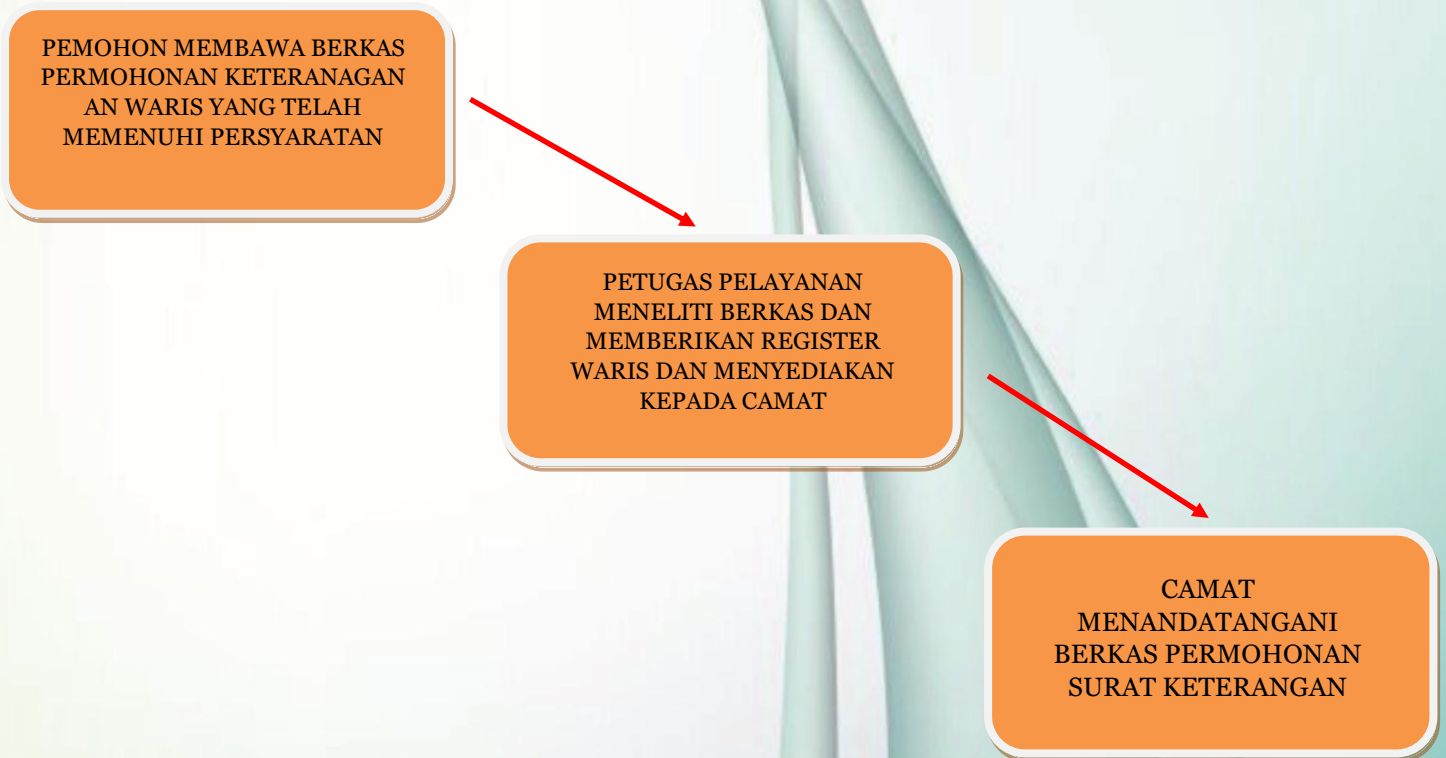 PEMOHON MEMBAWA BERKAS
PERMOHONAN KETERANAGAN
AN WARIS YANG TELAH
MEMENUHI PERSYARATAN
PETUGAS PELAYANAN
MENELITI BERKAS DAN
MEMBERIKAN REGISTER
WARIS DAN MENYEDIAKAN
KEPADA CAMAT
CAMAT
MENANDATANGANI
BERKAS PERMOHONAN
SURAT KETERANGAN